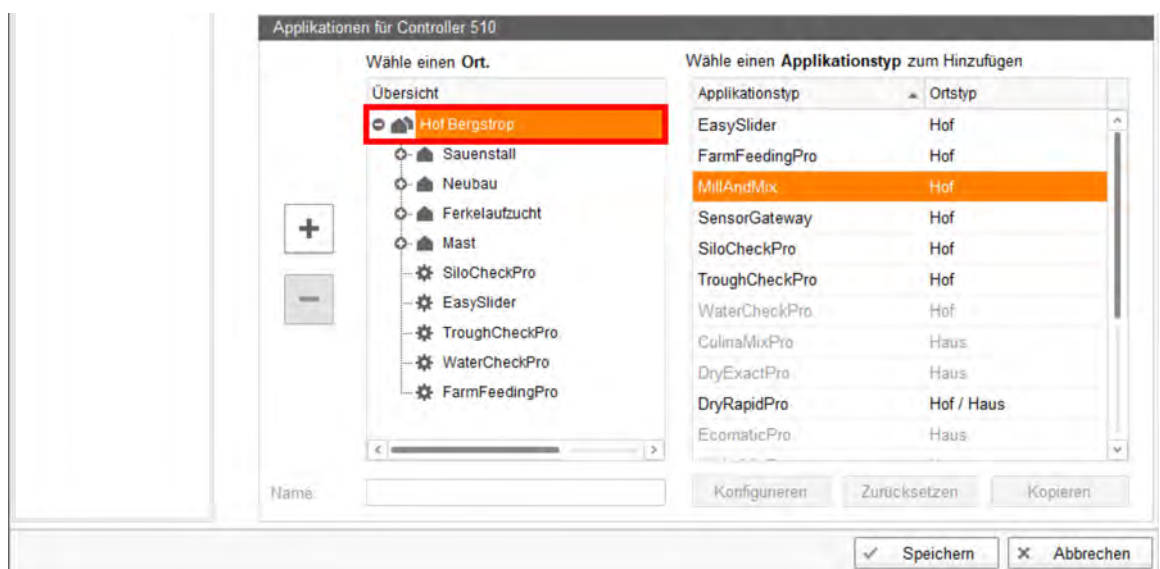 Applikationen für Controller 510
Wähle einen Ort.
Wähle einen Applikationstyp zum Hinzufügen
Übersicht
Applikationstyp Ortstyp
Hof Bergstrop
Sauenstall
Neubau
Ferkelaufzucht
Mast
SiloCheckPro
EasySlider
TroughCheckPro
WaterCheckPro
FarmFeedingPro
EasySlider Hof
FarmFeedingPro Hof
MillAndMix Hof
SensorGateway Hof
SiloCheckPro Hof
TroughCheckPro Hof
WaterCheckPro Hof
CulinaMixPro Haus
DryExactPro Haus
DryRapidPro Hof / Haus
EcomaticPro Haus
Name:
Konfigurieren Zurücksetzen Kopieren
Speichern Abbrechen